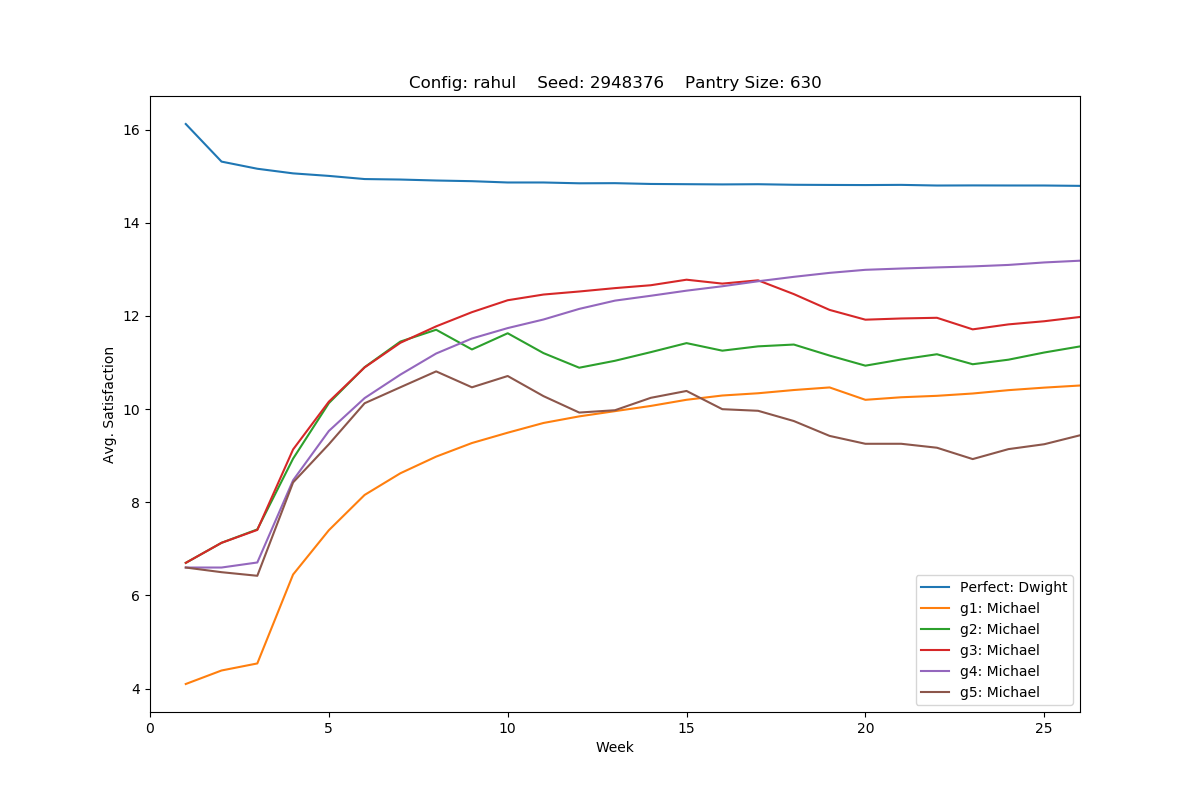 Config: rahul    Seed: 2948376    Pantry Size: 630
16
14
12
10
8
6
4
Avg. Satisfaction
0 5 10 15 20 25
Week
Perfect: Dwight
g1: Michael
g2: Michael
g3: Michael
g4: Michael
g5: Michael